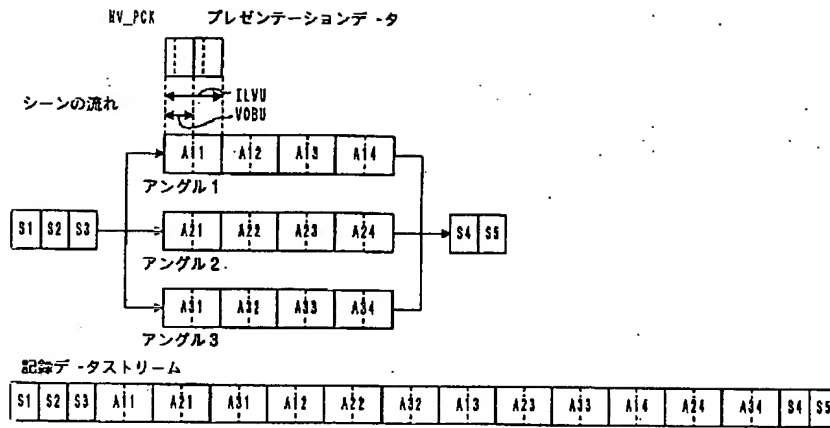 NV_PCK プレゼンテーションデ-タ
ILVU
シーンの流れ
VOBU
A11 A12 A13 A14
アングル1
S1 S2 S3 A21 A22 A23 A24 S4 S5
アングル2
A31 A32 A33 A34
アングル3
記録デ-タストリーム
S1 S2 S3 A11 A21 A31 A12 A22 A32 A13 A23 A33 A14 A24 A34 S4 S5